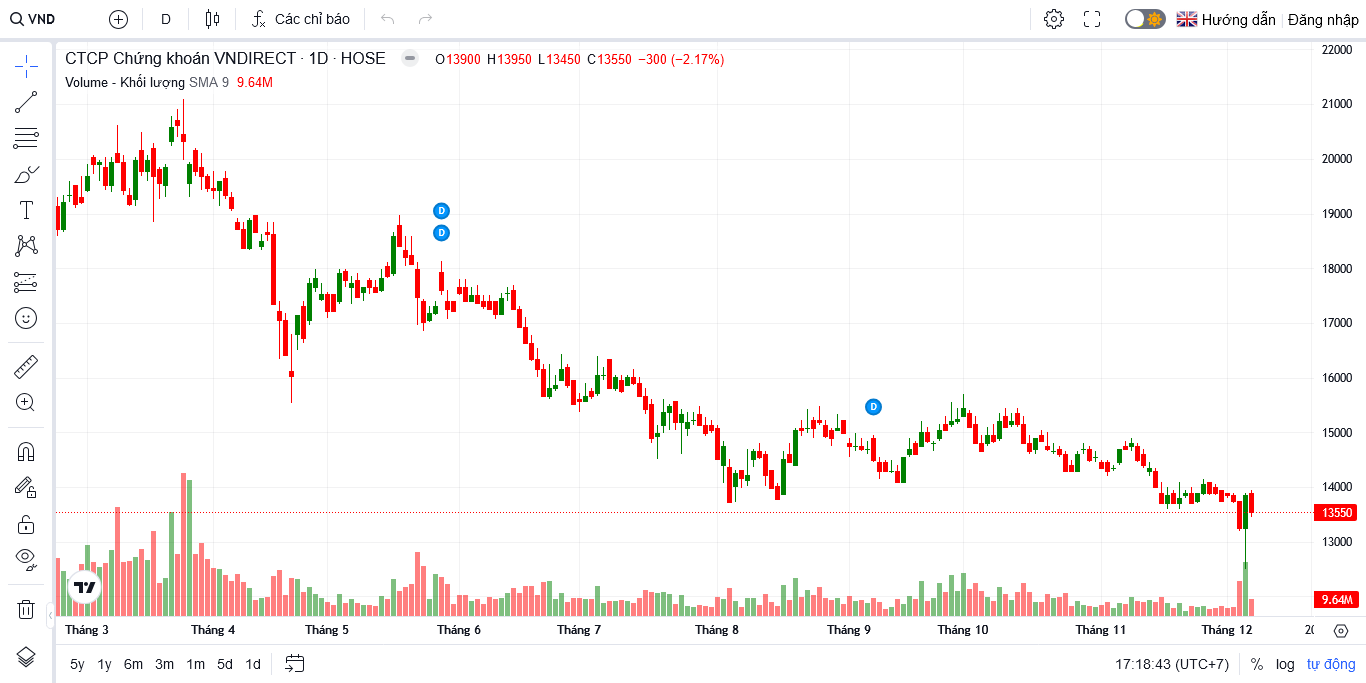 VND D Các chỉ báo Hướng dẫn Đăng nhập
CTCP Chứng khoán VNDIRECT · 1D · HOSE O13900 H13950 L13450 C13550 −300 (−2.17%)
Volume - Khối lượng SMA 9 9.64M
22000
21000
20000
19000
D
D
18000
17000
16000
D
15000
14000
13550
13000
9.64M
Tháng 3 Tháng 4 Tháng 5 Tháng 6 Tháng 7 Tháng 8 Tháng 9 Tháng 10 Tháng 11 Tháng 12
5y 1y 6m 3m 1m 5d 1d 17:18:43 (UTC+7) % log tự động